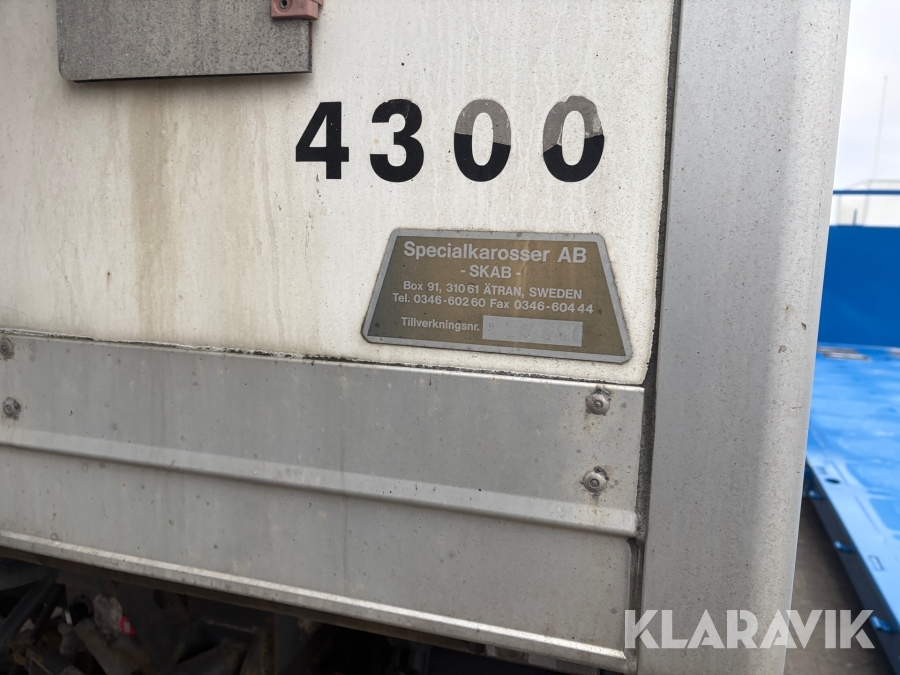 4300
Specialkarosser AB
- SKAB -
Box 91, 310 61 ÄTRAN, SWEDEN
Tel. 0346-602 60 Fax 0346-604 44
Tillverkningsnr.
KLARAVIK